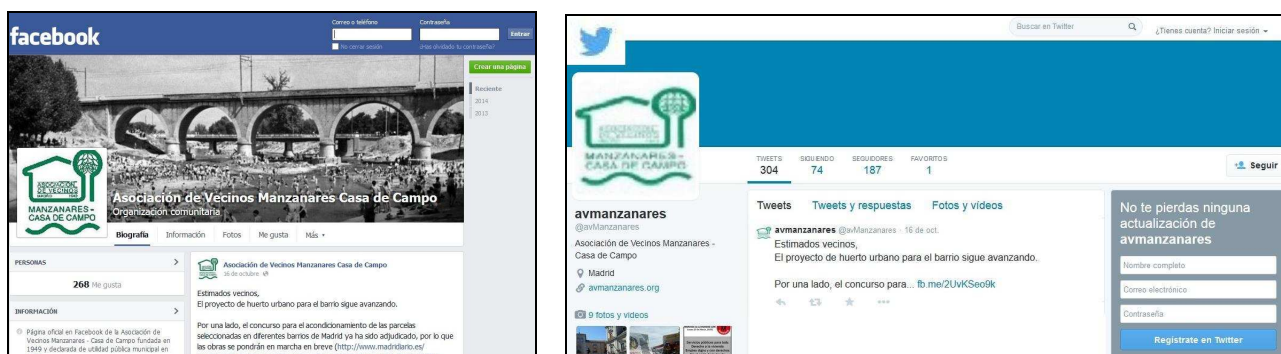 facebook
Correo o teléfono
Contraseña
No cerrar sesión
¿Has olvidado tu contraseña?
Entrar
Crear una página
Reciente
2014
2013
ASOCIACIÓN
DE VECINOS
MANZANARES -
CASA DE CAMPO
Asociación de Vecinos Manzanares Casa de Campo
Organización comunitaria
Biografía
Información
Fotos
Me gusta
Más
PERSONAS
268 Me gusta
INFORMACIÓN
Página oficial en Facebook de la Asociación de
Vecinos Manzanares - Casa de Campo fundada en
1949 y declarada de utilidad pública municipal en
Asociación de Vecinos Manzanares Casa de Campo
16 de octubre
Estimados vecinos,
El proyecto de huerto urbano para el barrio sigue avanzando.
Por una lado, el concurso para el acondicionamiento de las parcelas
seleccionadas en diferentes barrios de Madrid ya ha sido adjudicado, por lo que
las obras se pondrán en marcha en breve (http://www.madridiario.es/
Buscar en Twitter
¿Tienes cuenta? Iniciar sesión
MANZANARES -
CASA DE CAMPO
TWEETS
304
SIGUIENDO
74
SEGUIDORES
187
FAVORITOS
1
Seguir
avmanzanares
@avManzanares
Asociación de Vecinos Manzanares -
Casa de Campo
Madrid
avmanzanares.org
9 fotos y videos
Tweets
Tweets y respuestas
Fotos y vídeos
avmanzanares @avManzanares · 16 de oct.
Estimados vecinos,
El proyecto de huerto urbano para el barrio sigue avanzando.
Por una lado, el concurso para... fb.me/2UvKSeo9k
No te pierdas ninguna
actualización de
avmanzanares
Nombre completo
Correo electrónico
Contraseña
Regístrate en Twitter